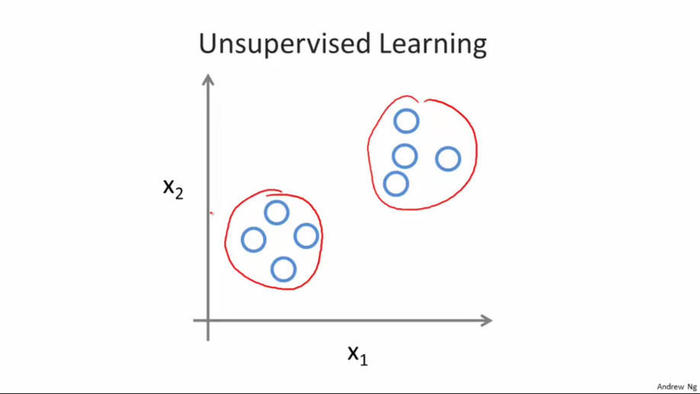 Unsupervised Learning
x₂
x₁
Andrew Ng